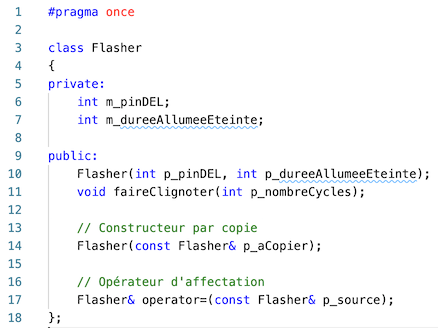 1 #pragma once
2
3 class Flasher
4 {
5 private:
6     int m_pinDEL;
7     int m_dureeAllumeeEteinte;
8
9 public:
10     Flasher(int p_pinDEL, int p_dureeAllumeeEteinte);
11     void faireClignoter(int p_nombreCycles);
12
13     // Constructeur par copie
14     Flasher(const Flasher& p_aCopier);
15
16     // Opérateur d'affectation
17     Flasher& operator=(const Flasher& p_source);
18 };